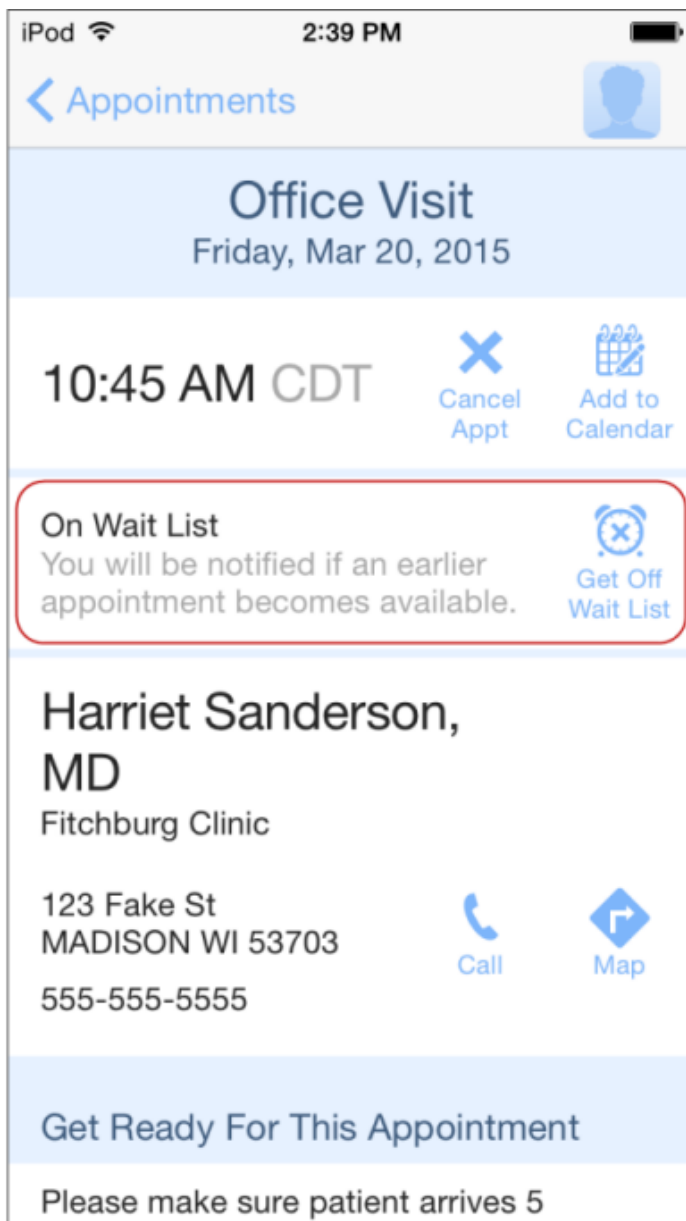 iPod 2:39 PM
Appointments
Office Visit
Friday, Mar 20, 2015
10:45 AM CDT
Cancel
Appt
Add to
Calendar
On Wait List
You will be notified if an earlier
appointment becomes available.
Get Off
Wait List
Harriet Sanderson,
MD
Fitchburg Clinic
123 Fake St
MADISON WI 53703
555-555-5555
Call
Map
Get Ready For This Appointment
Please make sure patient arrives 5